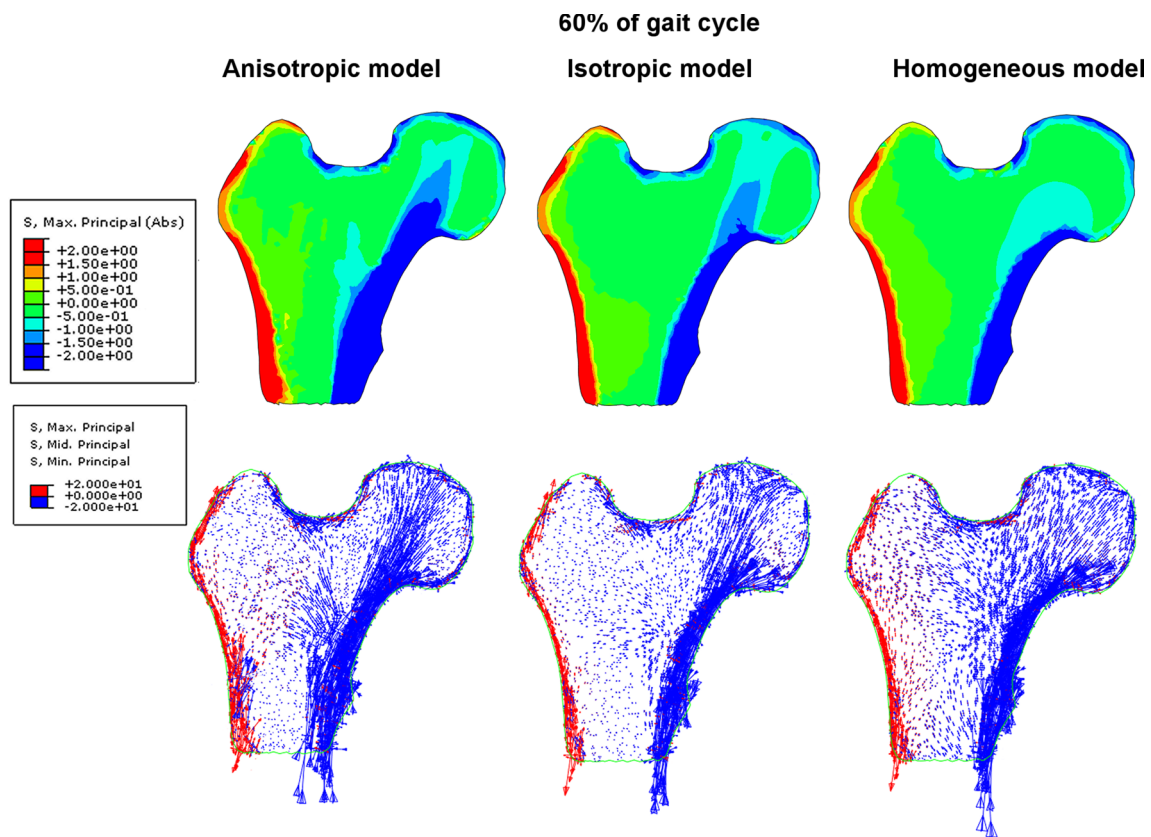 60% of gait cycle
Anisotropic model
Isotropic model
Homogeneous model
S, Max. Principal (Abs)
+2.00e+00
+1.50e+00
+1.00e+00
+5.00e-01
+0.00e+00
-5.00e-01
-1.00e+00
-1.50e+00
-2.00e+00
S, Max. Principal
S, Mid. Principal
S, Min. Principal
+2.000e+01
+0.000e+00
-2.000e+01